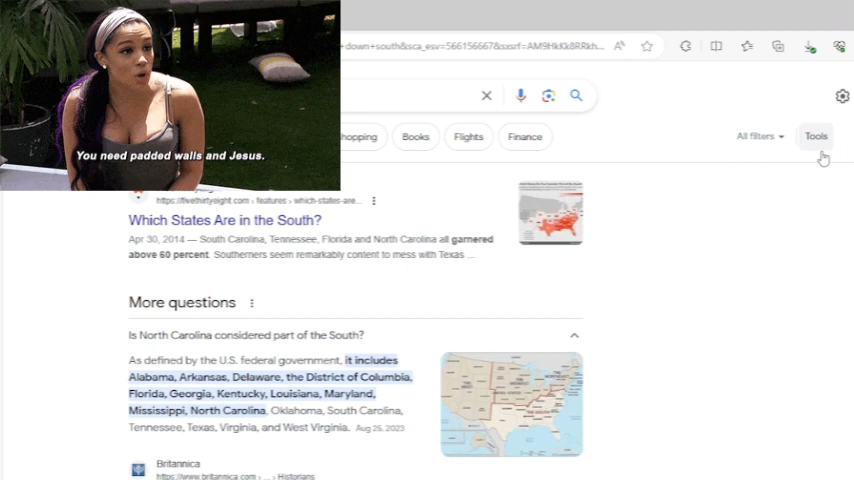 down+south&sca_esv=566156667&sxsrf=AM9HkKk8RRkh...
hopping
Books
Flights
Finance
All filters
Tools
You need padded walls and Jesus.
https://fivethirtyeight.com › features › which-states-are...
Which States Are in the South?
Apr 30, 2014 — South Carolina, Tennessee, Florida and North Carolina all garnered
above 60 percent. Southerners seem remarkably content to mess with Texas ...
More questions
Is North Carolina considered part of the South?
As defined by the U.S. federal government, it includes
Alabama, Arkansas, Delaware, the District of Columbia,
Florida, Georgia, Kentucky, Louisiana, Maryland,
Mississippi, North Carolina, Oklahoma, South Carolina,
Tennessee, Texas, Virginia, and West Virginia. Aug 25, 2023
Britannica
https://www.britannica.com › ... › Historians